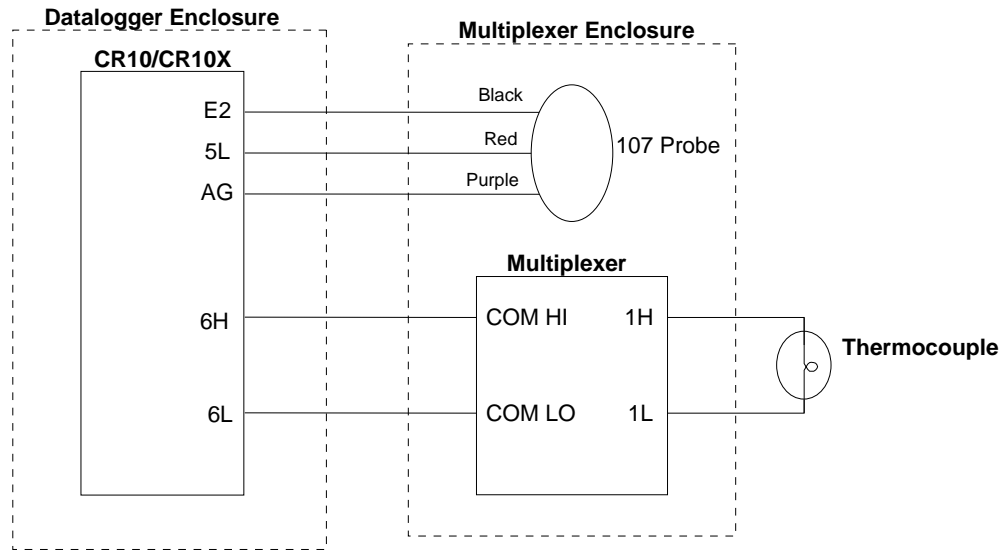 Datalogger Enclosure
Multiplexer Enclosure
CR10/CR10X
E2
Black
5L
Red
107 Probe
AG
Purple
Multiplexer
6H
COM HI
1H
Thermocouple
6L
COM LO
1L